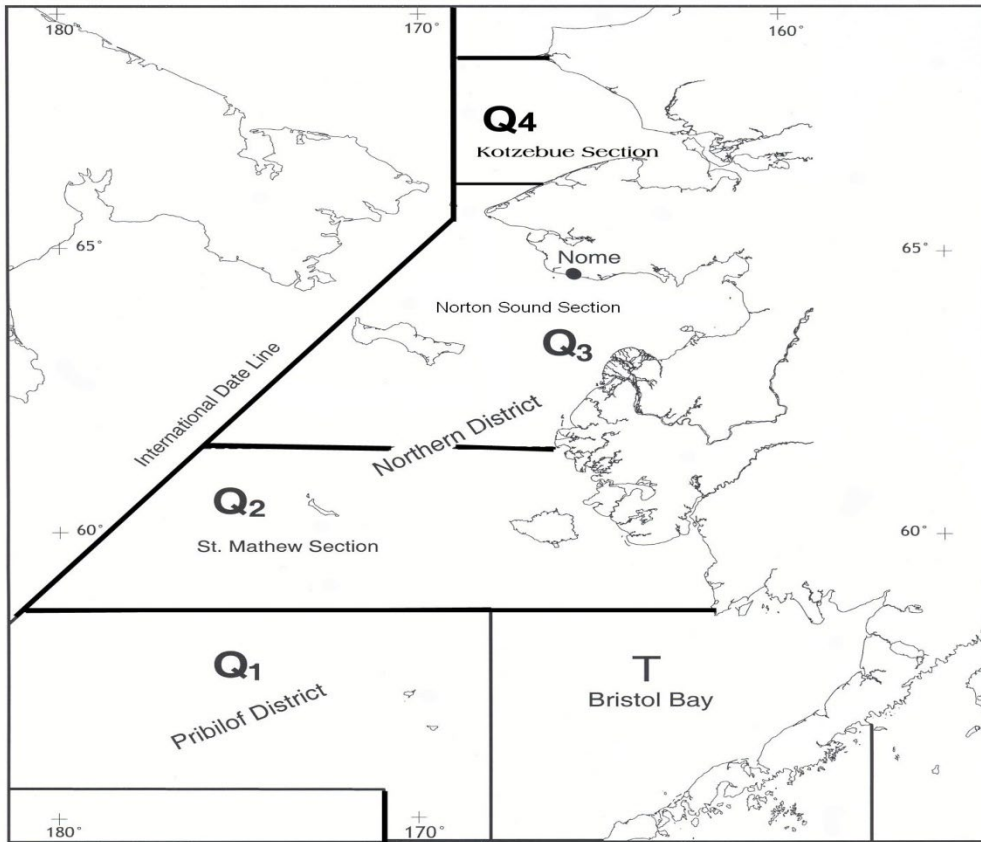 180°
170°
160°
Q4
Kotzebue Section
65°
65°
Nome
Norton Sound Section
Q3
International Date Line
Northern District
Q2
60°
60°
St. Mathew Section
Q1
T
Pribilof District
Bristol Bay
180°
170°